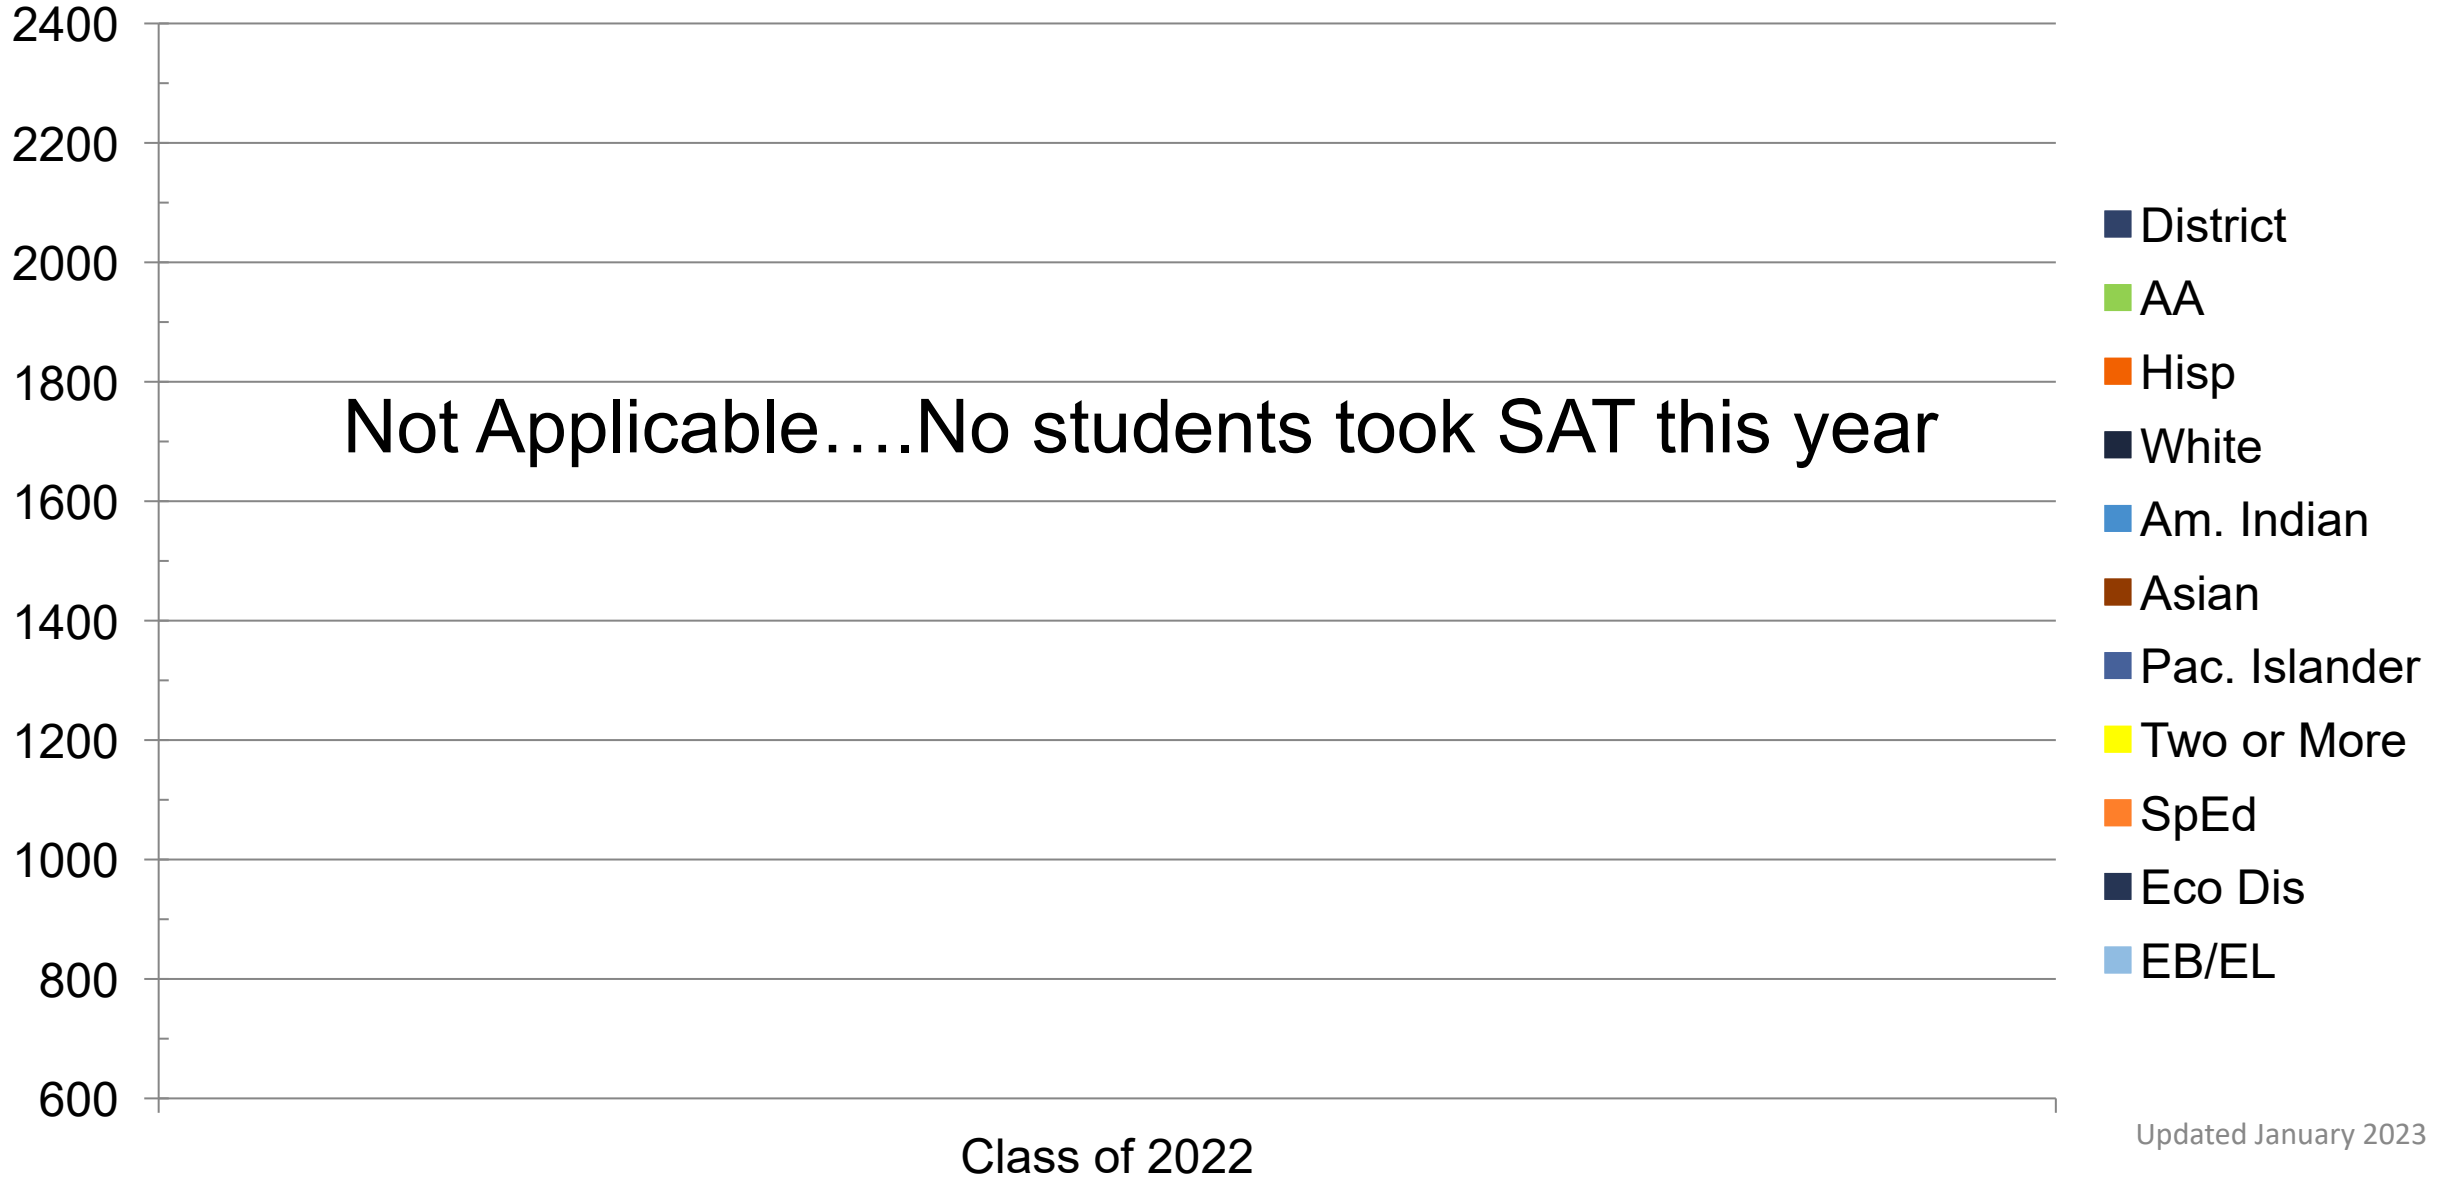 2400
2200
2000
1800
1600
1400
1200
1000
800
600
Not Applicable….No students took SAT this year
Class of 2022
District
AA
Hisp
White
Am. Indian
Asian
Pac. Islander
Two or More
SpEd
Eco Dis
EB/EL
Updated January 2023